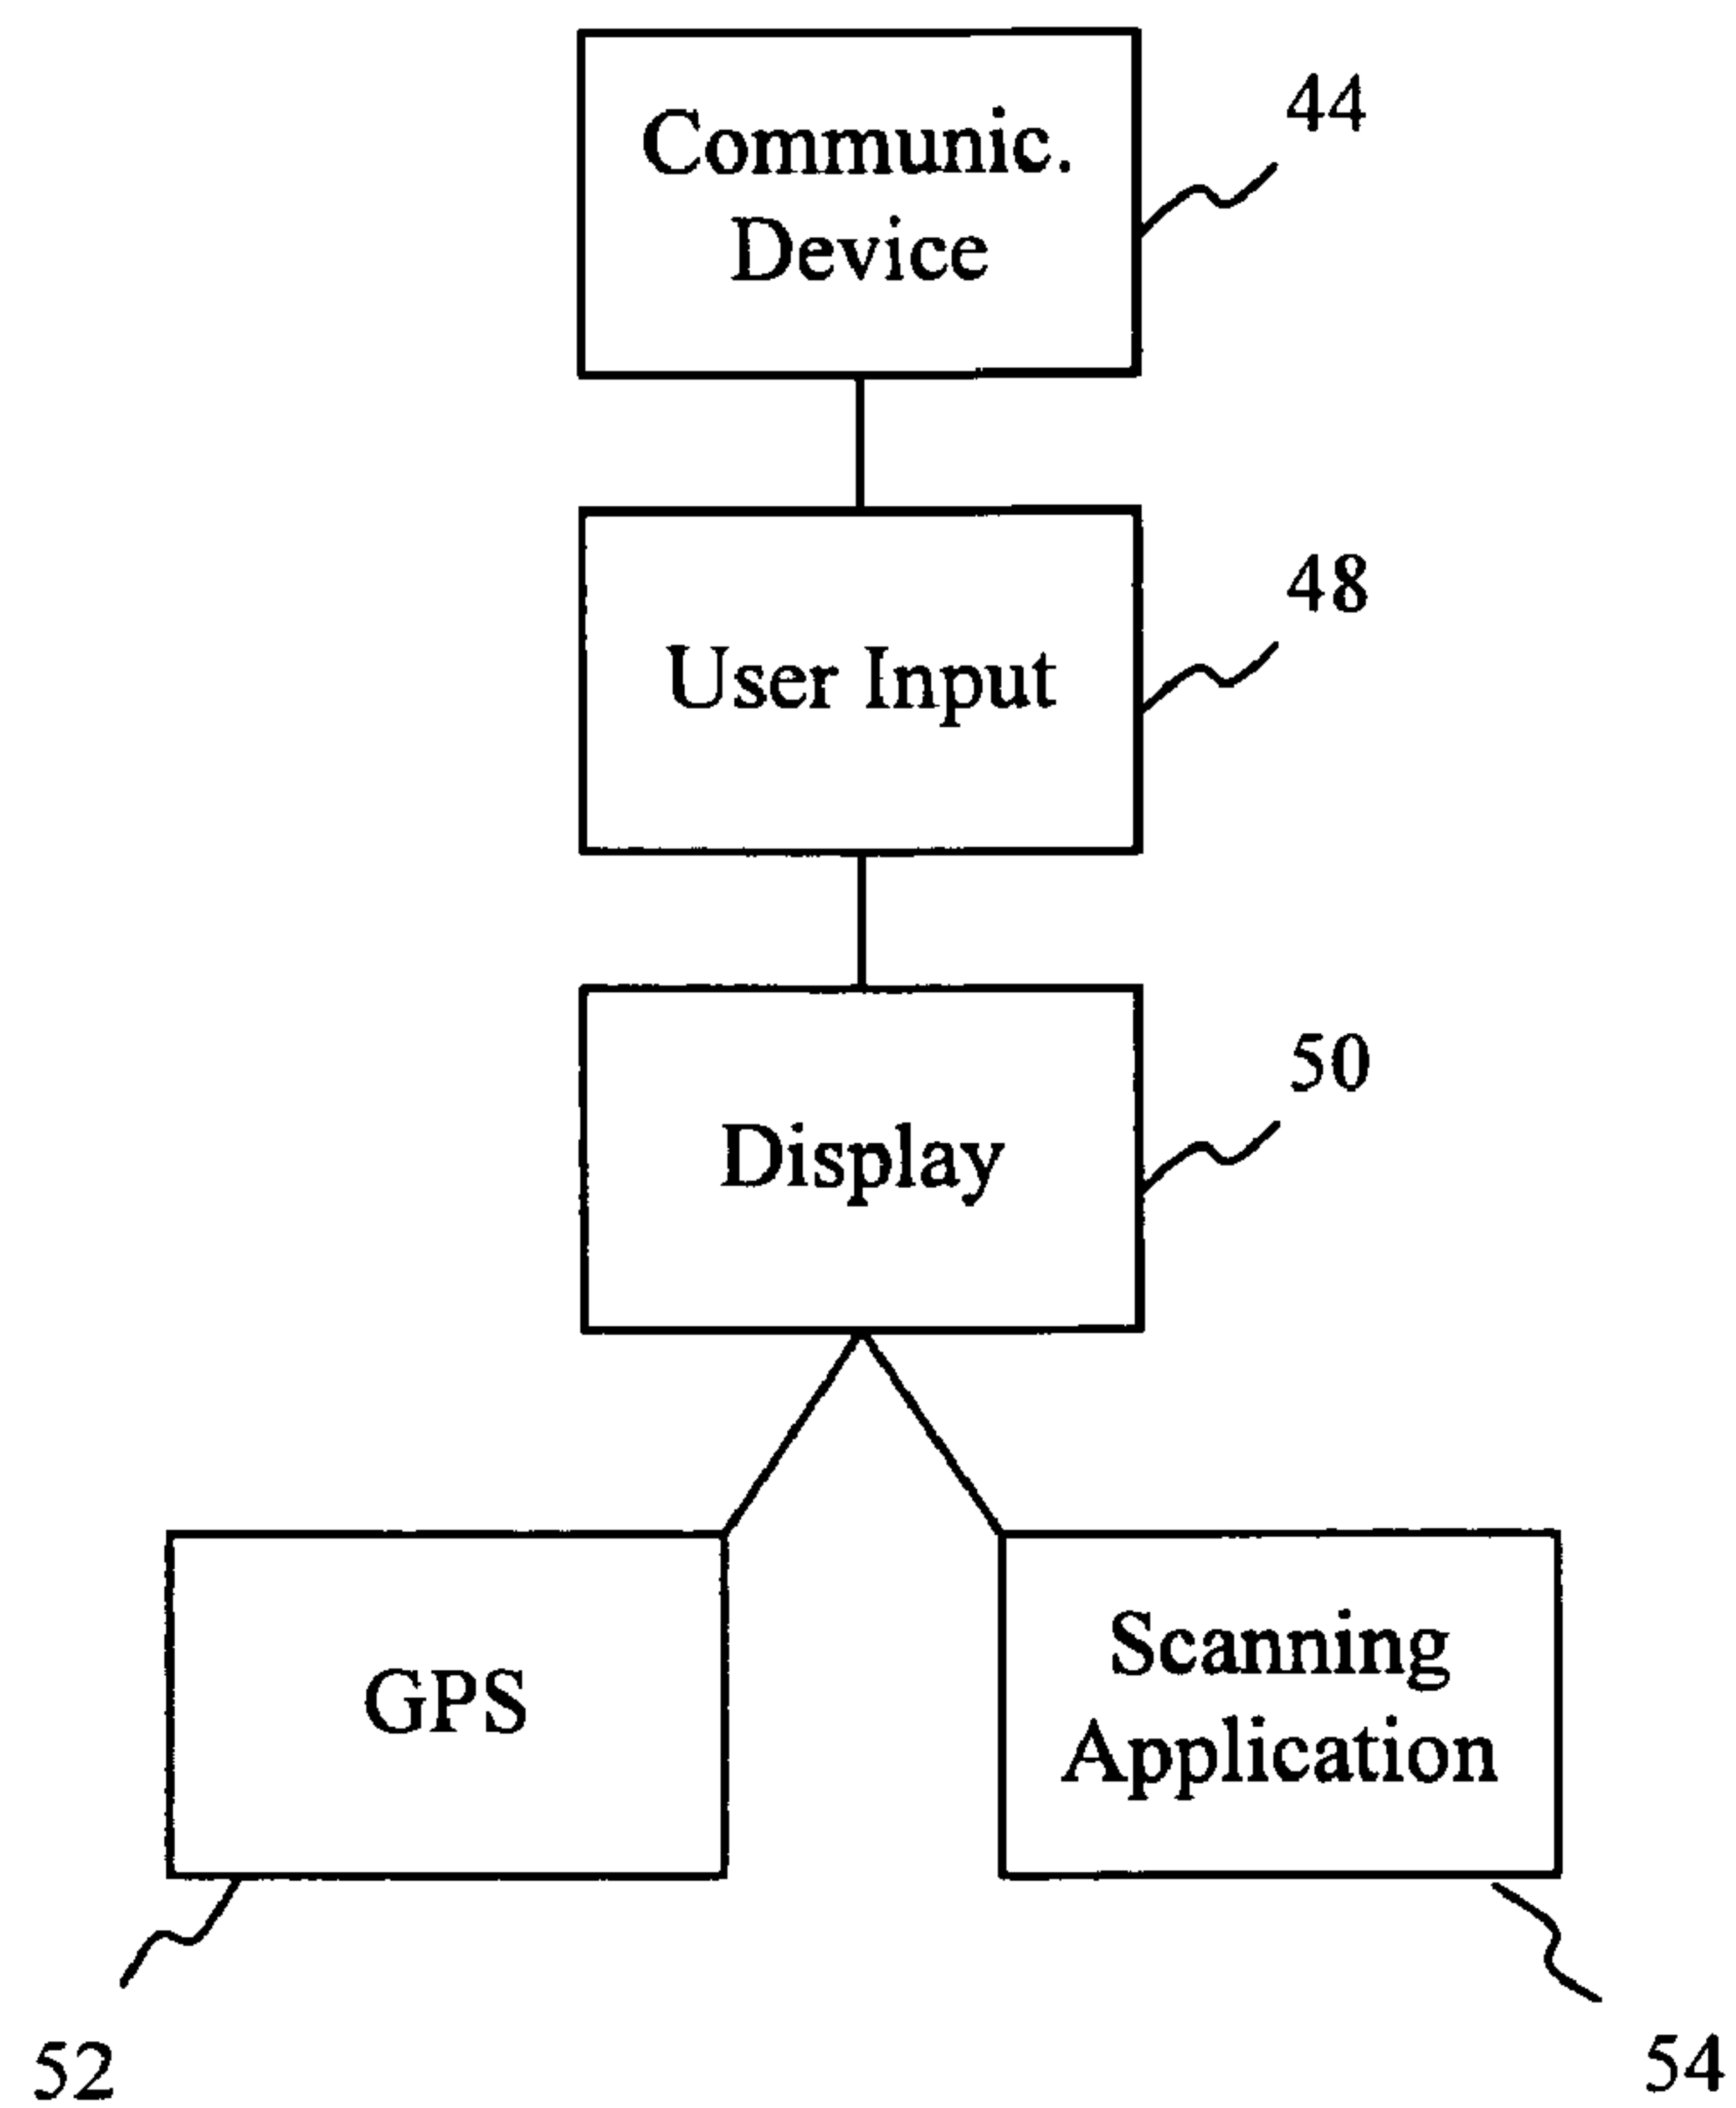 Communic.
Device
44
User Input
48
Display
50
GPS
Scanning
Application
52
54